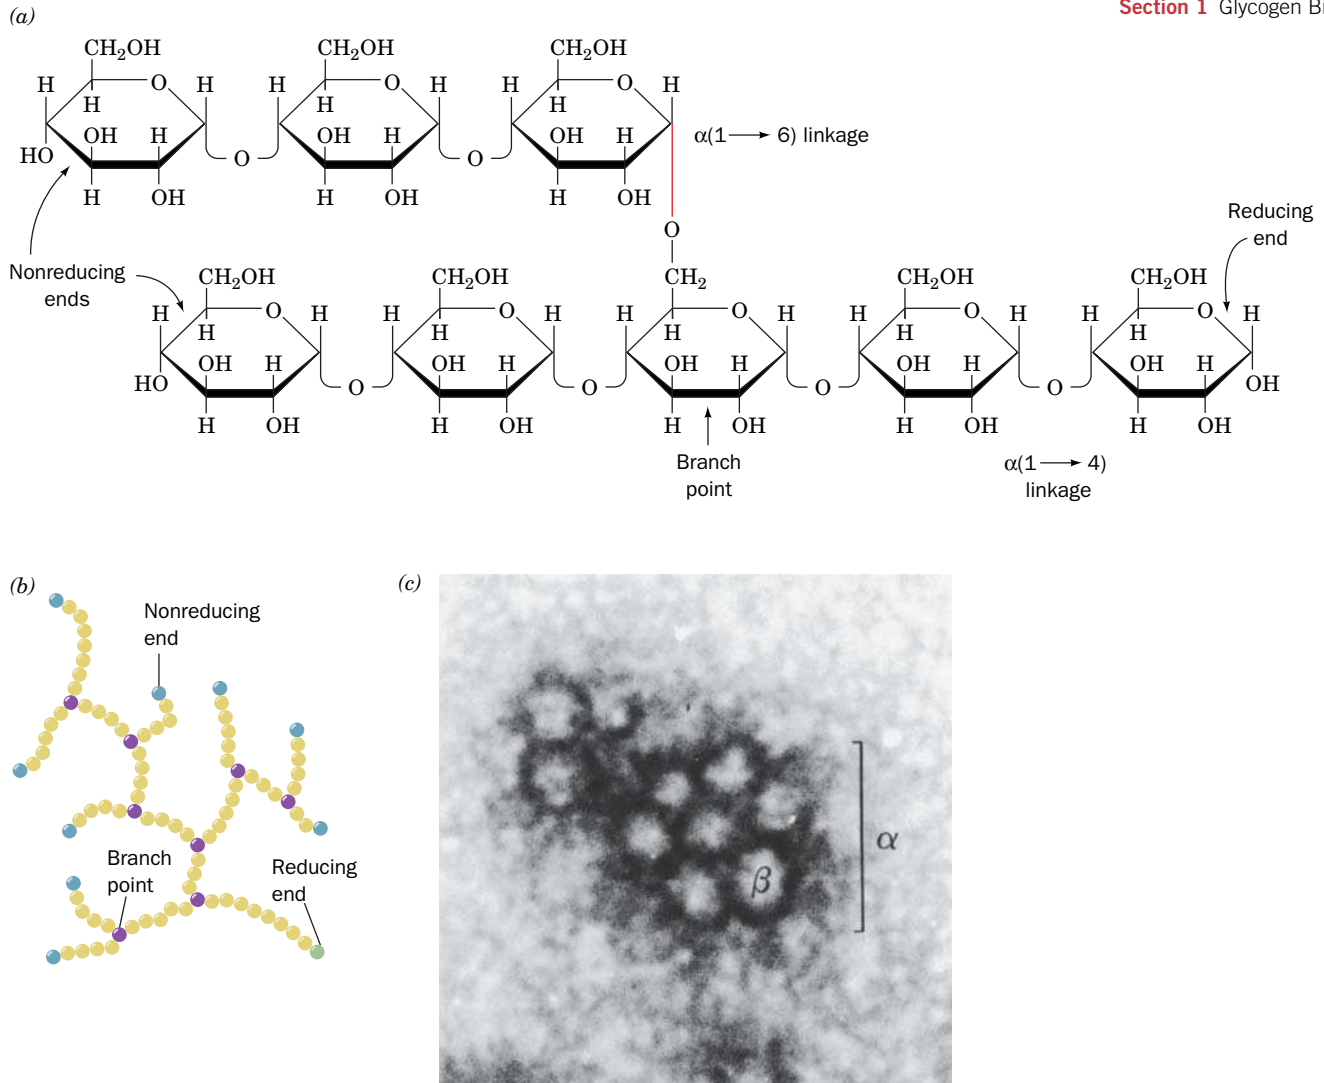 (a)
Section 1 Glycogen Br
CH2OH CH2OH CH2OH
H O H H O H H O H
H H H
OH H OH H OH H α(1 → 6) linkage
HO O O
H OH H OH H OH
O
Reducing
end
Nonreducing
ends
CH2OH CH2OH CH2 CH2OH CH2OH
H O H H O H H O H H O H H O H
H H H H H
OH H OH H OH H OH H OH H
HO O O O O OH
H OH H OH H OH H OH H OH
Branch
point
α(1 → 4)
linkage
(b)
Nonreducing
end
Branch
point
Reducing
end
(c)
α
β